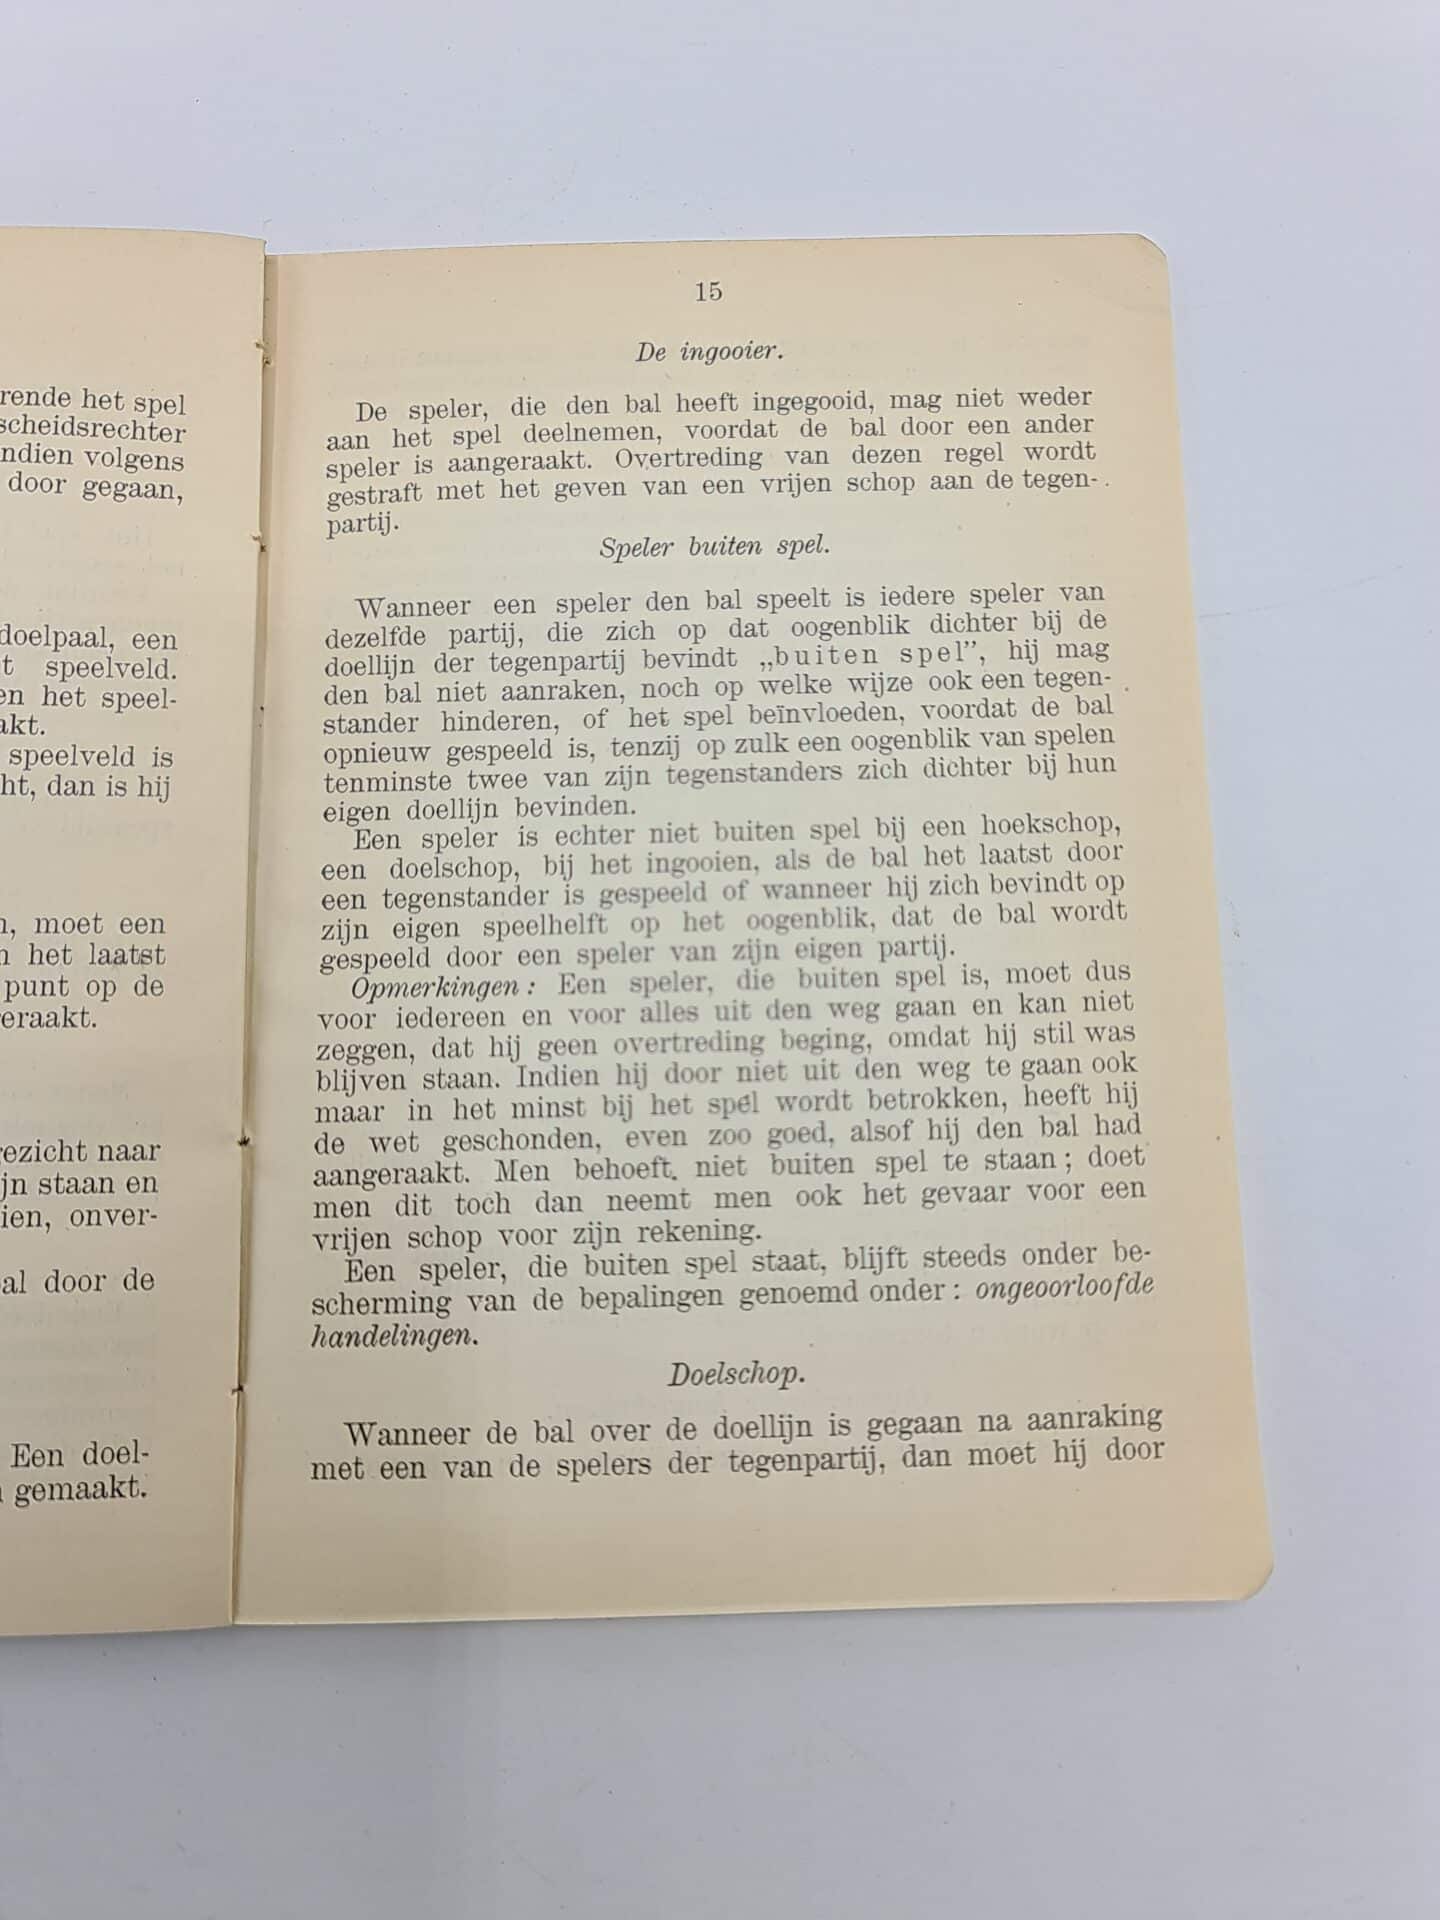 rende het spel
scheidsrechter
ndien volgens
door gegaan,
doelpaal, een
t speelveld.
en het speel-
akt.
speelveld is
ht, dan is hij
n, moet een
n het laatst
punt op de
eraakt.
ezicht naar
jn staan en
ien, onver-
al door de
Een doel-
gemaakt.
15
De ingooier.
De speler, die den bal heeft ingegooid, mag niet weder
aan het spel deelnemen, voordat de bal door een ander
speler is aangeraakt. Overtreding van dezen regel wordt
gestraft met het geven van een vrijen schop aan de tegen-
partij.
Speler buiten spel.
Wanneer een speler den bal speelt is iedere speler van
dezelfde partij, die zich op dat oogenblik dichter bij de
doellijn der tegenpartij bevindt „buiten spel”, hij mag
den bal niet aanraken, noch op welke wijze ook een tegen-
stander hinderen, of het spel beïnvloeden, voordat de bal
opnieuw gespeeld is, tenzij op zulk een oogenblik van spelen
tenminste twee van zijn tegenstanders zich dichter bij hun
eigen doellijn bevinden.
Een speler is echter niet buiten spel bij een hoekschop,
een doelschop, bij het ingooien, als de bal het laatst door
een tegenstander is gespeeld of wanneer hij zich bevindt op
zijn eigen speelhelft op het oogenblik, dat de bal wordt
gespeeld door een speler van zijn eigen partij.
Opmerkingen: Een speler, die buiten spel is, moet dus
voor iedereen en voor alles uit den weg gaan en kan niet
zeggen, dat hij geen overtreding beging, omdat hij stil was
blijven staan. Indien hij door niet uit den weg te gaan ook
maar in het minst bij het spel wordt betrokken, heeft hij
de wet geschonden, even zoo goed, alsof hij den bal had
aangeraakt. Men behoeft niet buiten spel te staan; doet
men dit toch dan neemt men ook het gevaar voor een
vrijen schop voor zijn rekening.
Een speler, die buiten spel staat, blijft steeds onder be-
scherming van de bepalingen genoemd onder: ongeoorloofde
handelingen.
Doelschop.
Wanneer de bal over de doellijn is gegaan na aanraking
met een van de spelers der tegenpartij, dan moet hij door